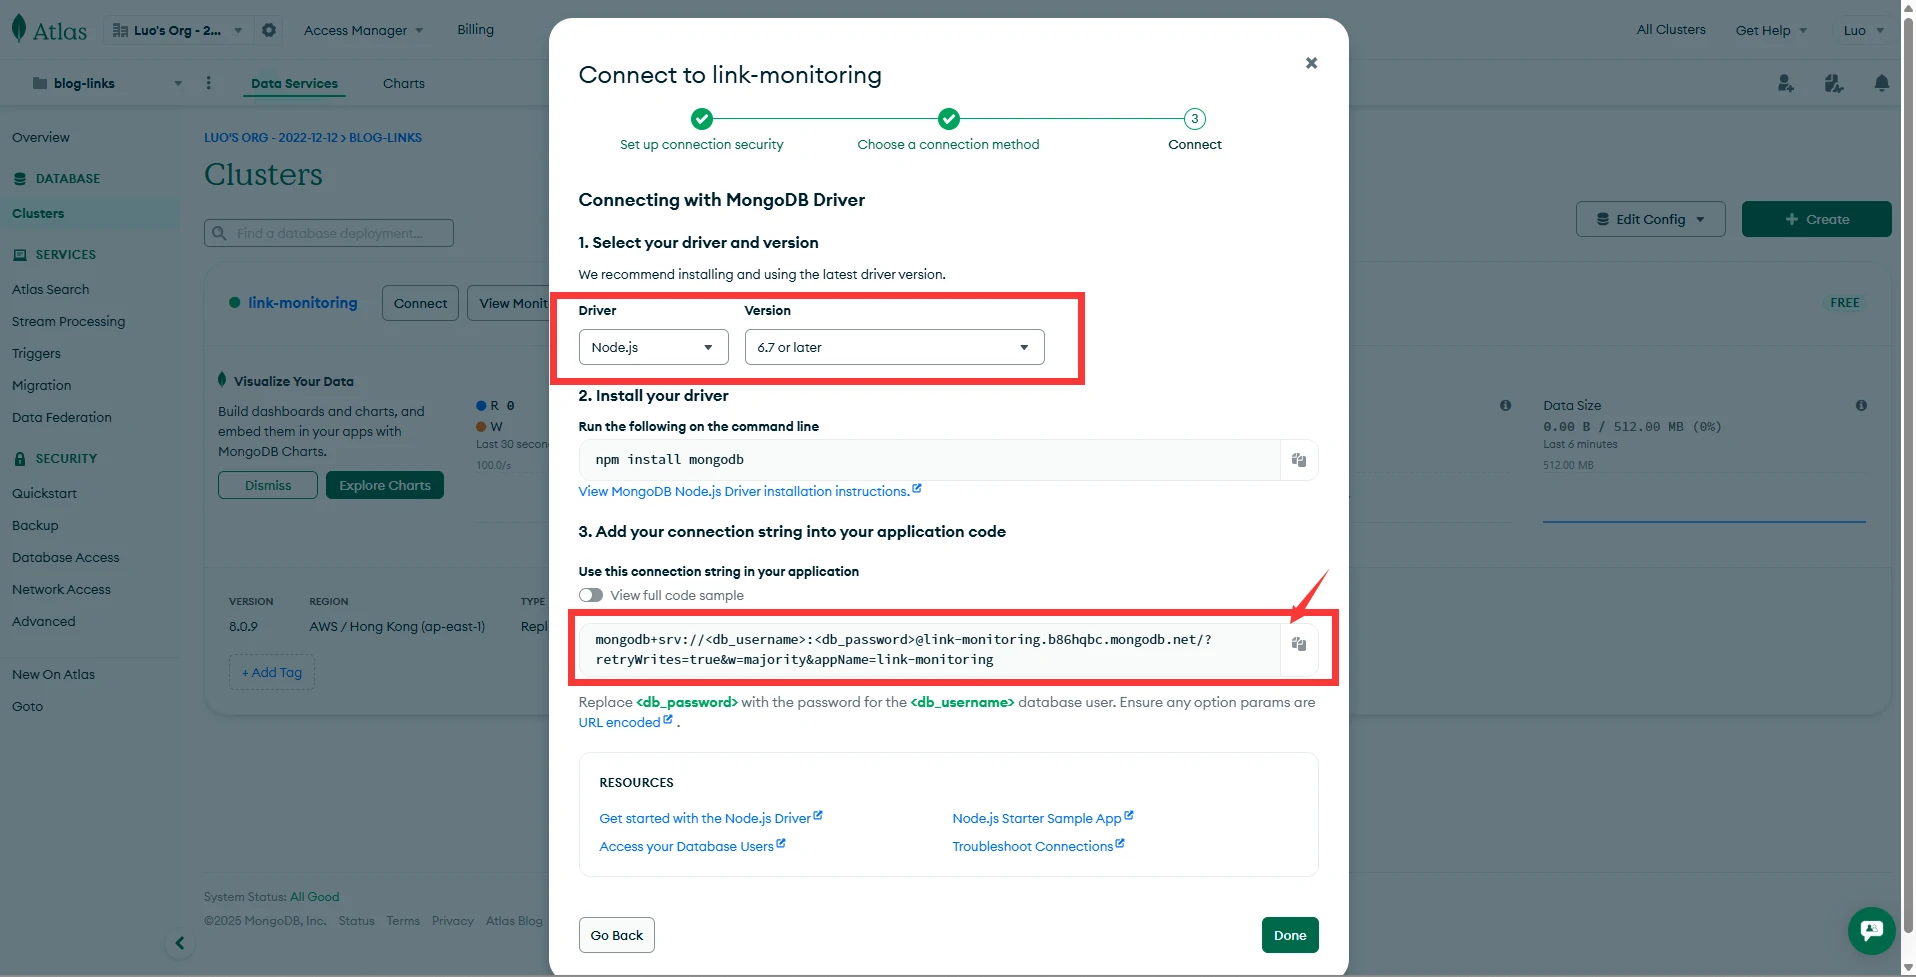 Atlas
Luo's Org - 2...
Access Manager
Billing
All Clusters
Get Help
Luo
blog-links
Data Services
Charts
Overview
DATABASE
Clusters
SERVICES
Atlas Search
Stream Processing
Triggers
Migration
Data Federation
SECURITY
Quickstart
Backup
Database Access
Network Access
Advanced
New On Atlas
Goto
LUO'S ORG - 2022-12-12 > BLOG-LINKS
Clusters
Find a database deployment...
Edit Config
+ Create
link-monitoring
Connect
View Monit
FREE
Visualize Your Data
Build dashboards and charts, and
embed them in your apps with
MongoDB Charts.
Dismiss
Explore Charts
R 0
W
Last 30 secon
100.0/s
Data Size
0.00 B / 512.00 MB (0%)
Last 6 minutes
512.00 MB
VERSION
REGION
TYPE
8.0.9
AWS / Hong Kong (ap-east-1)
Repl
+ Add Tag
System Status: All Good
©2025 MongoDB, Inc.
Status
Terms
Privacy
Atlas Blog
Connect to link-monitoring
3
Set up connection security
Choose a connection method
Connect
Connecting with MongoDB Driver
1. Select your driver and version
We recommend installing and using the latest driver version.
Driver
Version
Node.js
6.7 or later
2. Install your driver
Run the following on the command line
npm install mongodb
View MongoDB Node.js Driver installation instructions.
3. Add your connection string into your application code
Use this connection string in your application
View full code sample
mongodb+srv://<db_username>:<db_password>@link-monitoring.b86hqbc.mongodb.net/?
retryWrites=true&w=majority&appName=link-monitoring
Replace <db_password> with the password for the <db_username> database user. Ensure any option params are
URL encoded .
RESOURCES
Get started with the Node.js Driver
Node.js Starter Sample App
Access your Database Users
Troubleshoot Connections
Go Back
Done